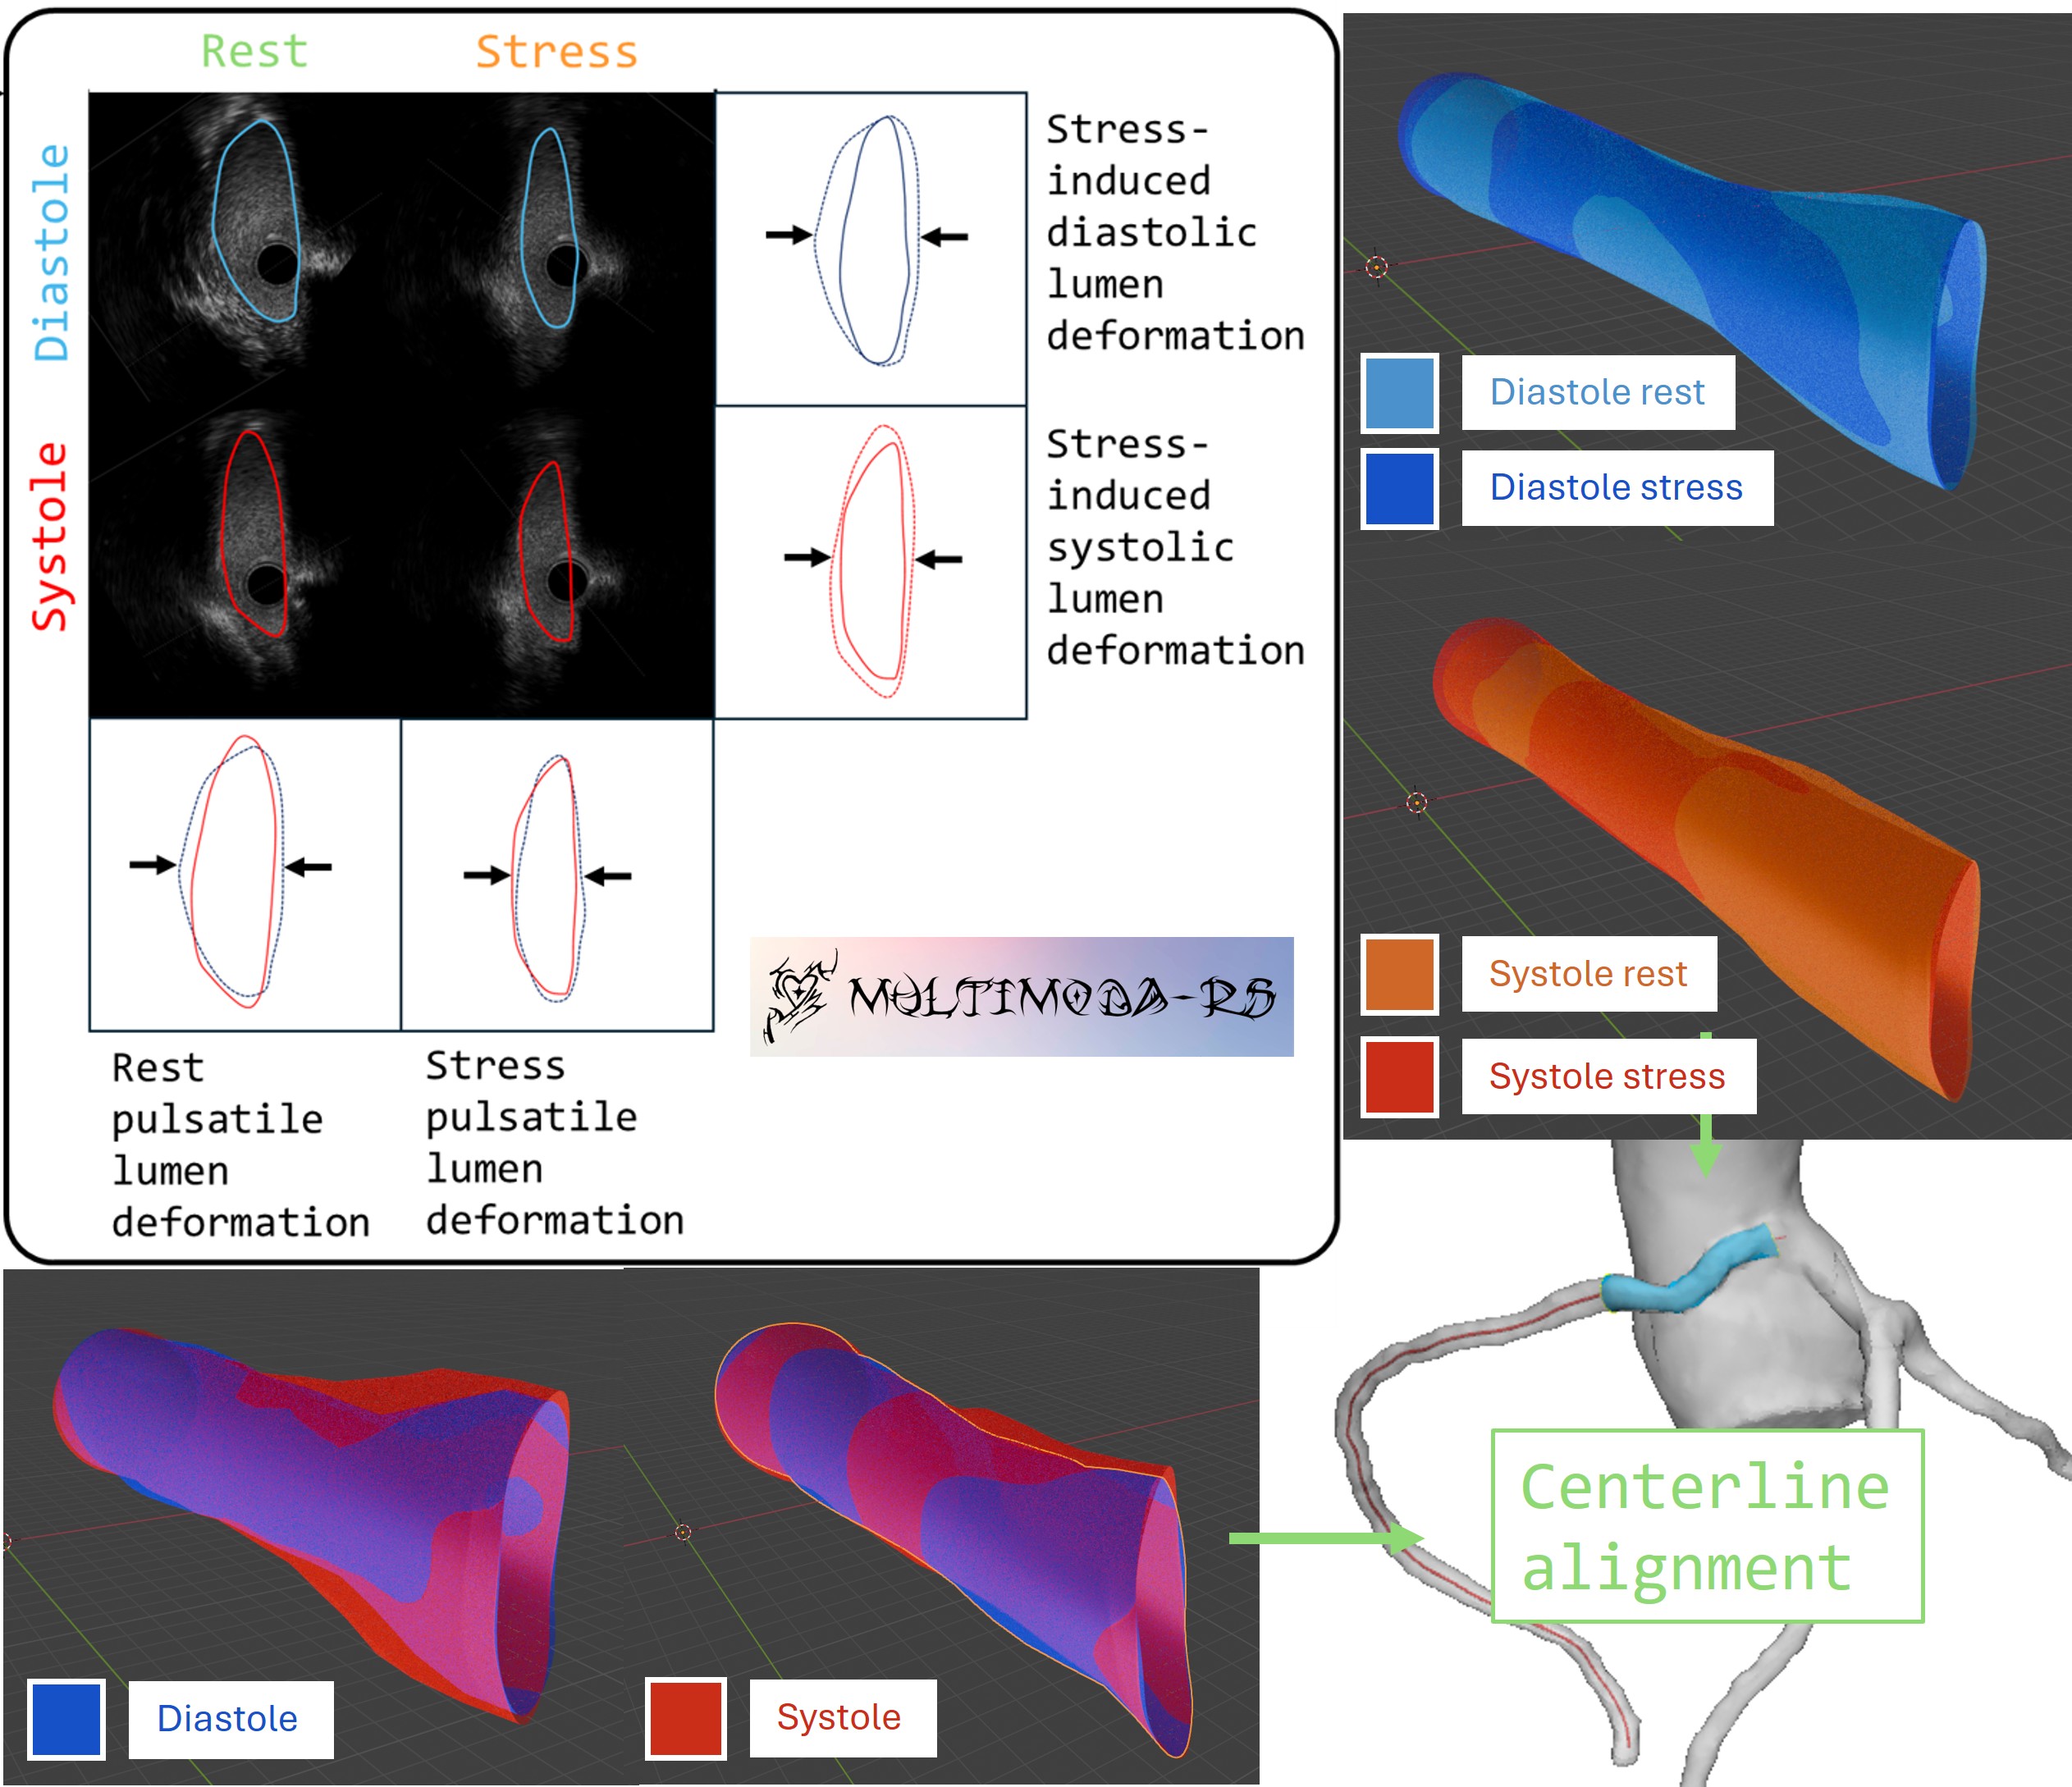 Rest
Stress
Diastole
Systole
Stress-
induced
diastolic
lumen
deformation
Stress-
induced
systolic
lumen
deformation
Rest
pulsatile
lumen
deformation
Stress
pulsatile
lumen
deformation
MULTIMODA-RS
Diastole rest
Diastole stress
Systole rest
Systole stress
Diastole
Systole
Centerline
alignment